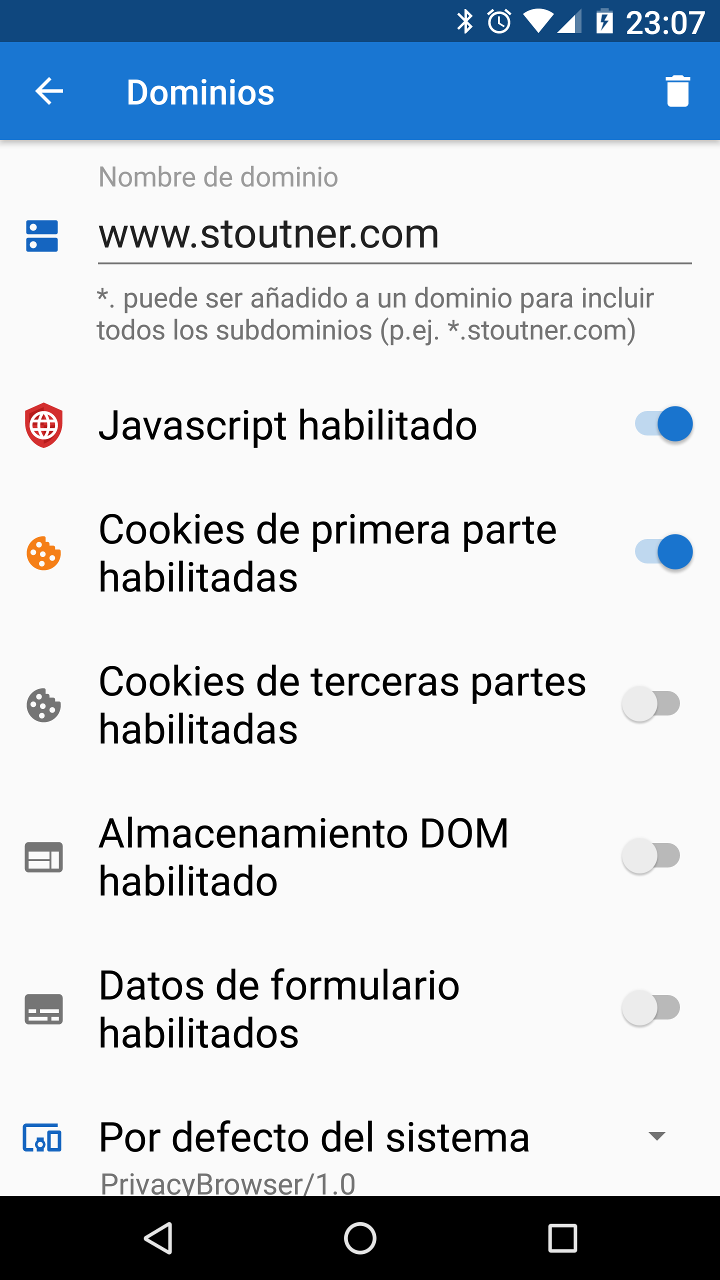 23:07
Dominios
Nombre de dominio
www.stoutner.com
*. puede ser añadido a un dominio para incluir
todos los subdominios (p.ej. *.stoutner.com)
Javascript habilitado
Cookies de primera parte
habilitadas
Cookies de terceras partes
habilitadas
Almacenamiento DOM
habilitado
Datos de formulario
habilitados
Por defecto del sistema
PrivacyBrowser/1.0